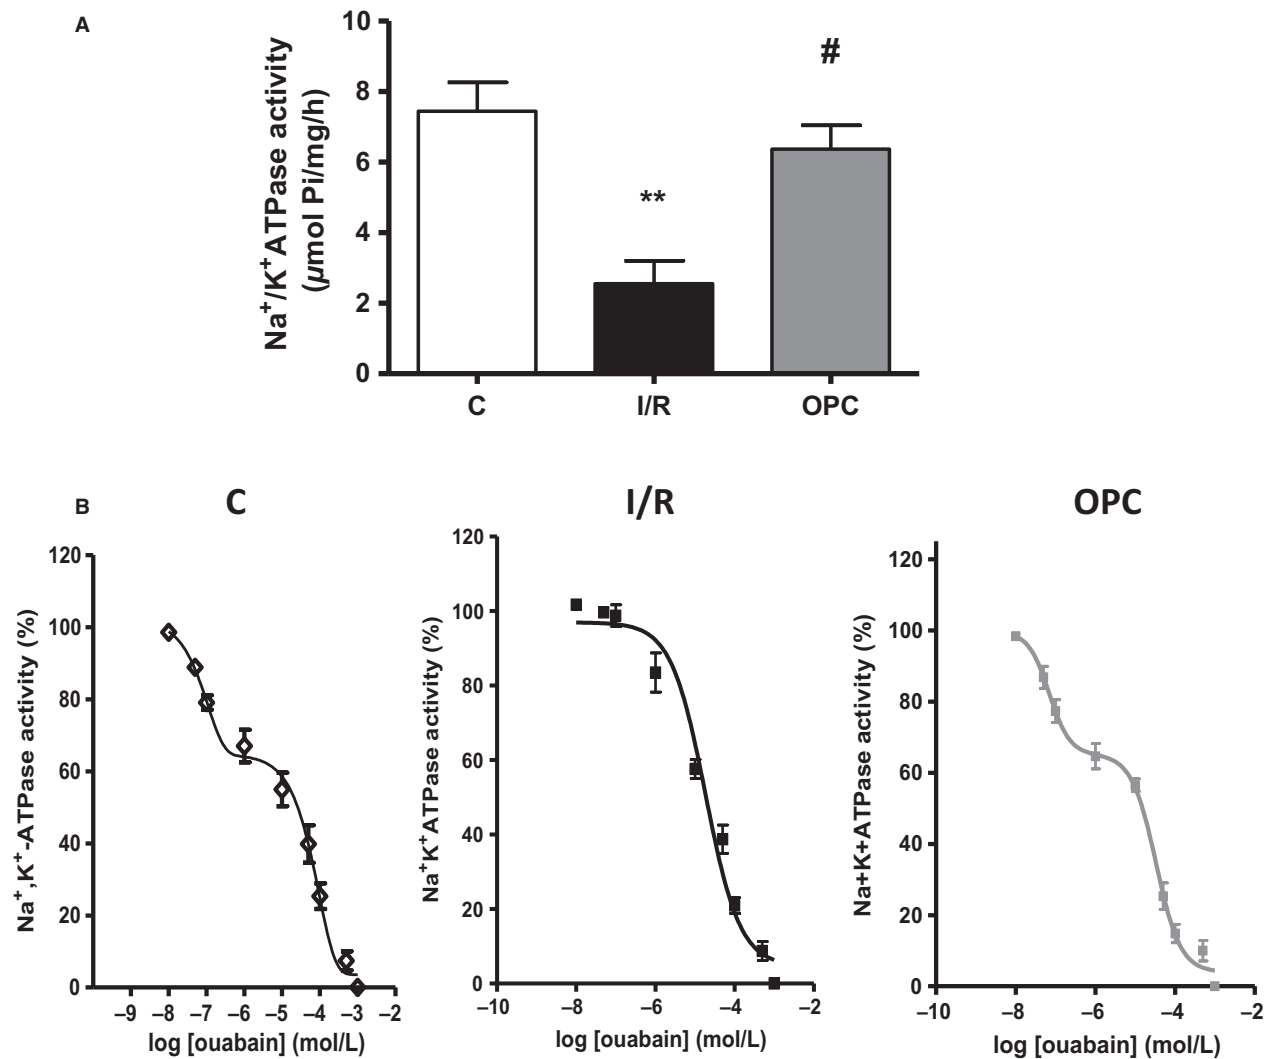 A
Na⁺/K⁺ATPase activity
(µmol Pi/mg/h)
10
8
6
4
2
0
**
#
C I/R OPC
B
C
Na⁺,K⁺-ATPase activity (%)
120
100
80
60
40
20
0
–9 –8 –7 –6 –5 –4 –3 –2
log [ouabain] (mol/L)
I/R
Na⁺K⁺ATPase activity (%)
120
100
80
60
40
20
0
–10 –8 –6 –4 –2
log [ouabain] (mol/L)
OPC
Na+K+ATPase activity (%)
120
100
80
60
40
20
0
–10 –8 –6 –4 –2
log [ouabain] (mol/L)